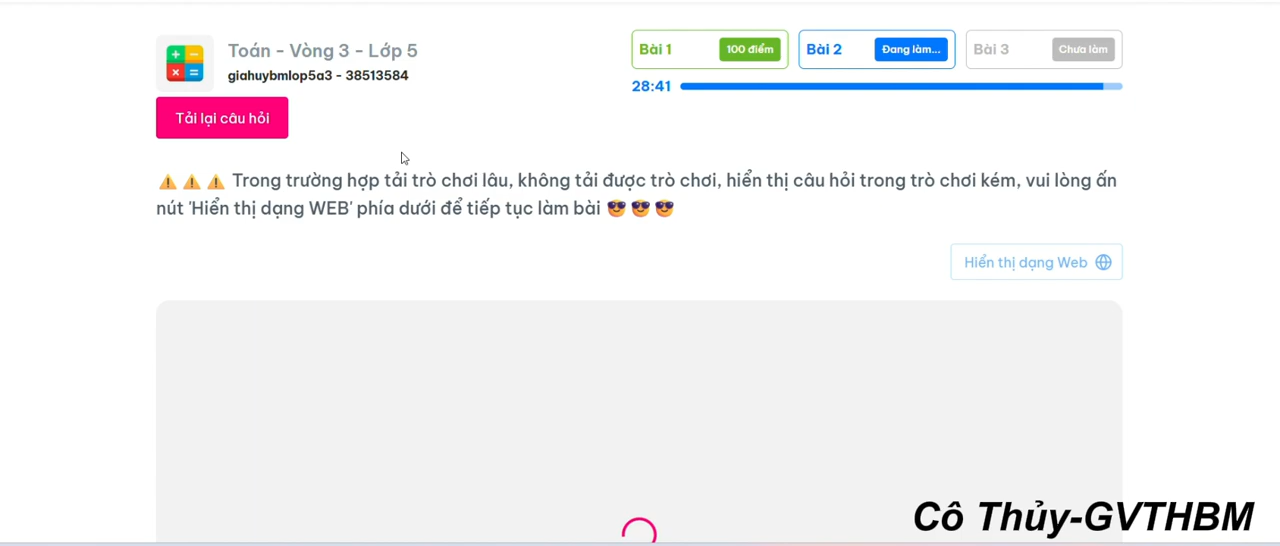 Toán - Vòng 3 - Lớp 5
giahuybmlop5a3 - 38513584
Bài 1 100 điểm
Bài 2 Đang làm...
Bài 3 Chưa làm
28:41
Tải lại câu hỏi
Trong trường hợp tải trò chơi lâu, không tải được trò chơi, hiển thị câu hỏi trong trò chơi kém, vui lòng ấn
nút 'Hiển thị dạng WEB' phía dưới để tiếp tục làm bài
Hiển thị dạng Web
Cô Thủy-GVTHBM